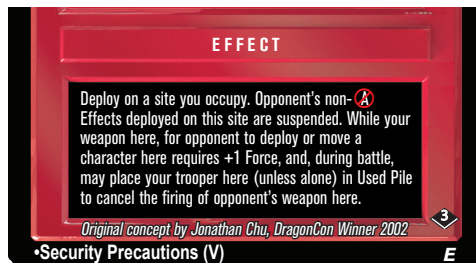 EFFECT
Deploy on a site you occupy. Opponent's non-A
Effects deployed on this site are suspended. While your
weapon here, for opponent to deploy or move a
character here requires +1 Force, and, during battle,
may place your trooper here (unless alone) in Used Pile
to cancel the firing of opponent's weapon here.
3
Original concept by Jonathan Chu, DragonCon Winner 2002
•Security Precautions (V)
E